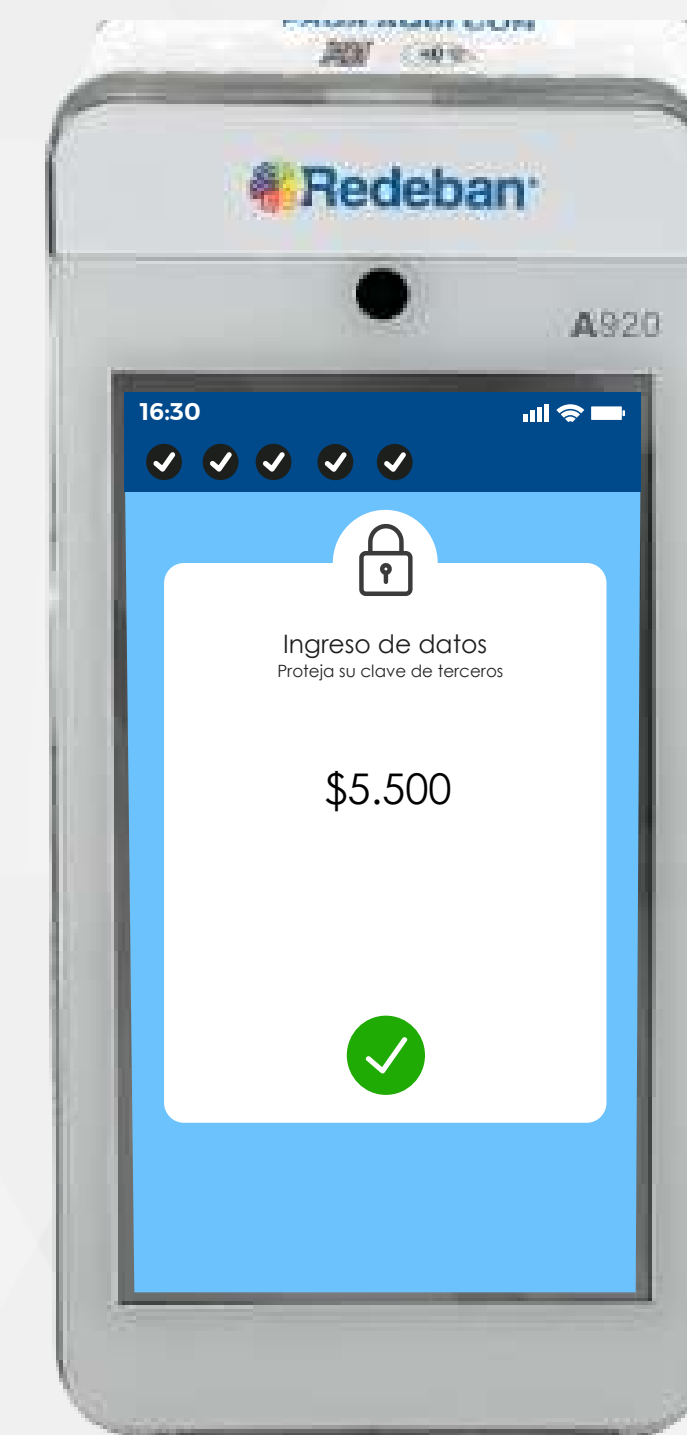 Redeban
A920
16:30
Ingreso de datos
Proteja su clave de terceros
$5.500